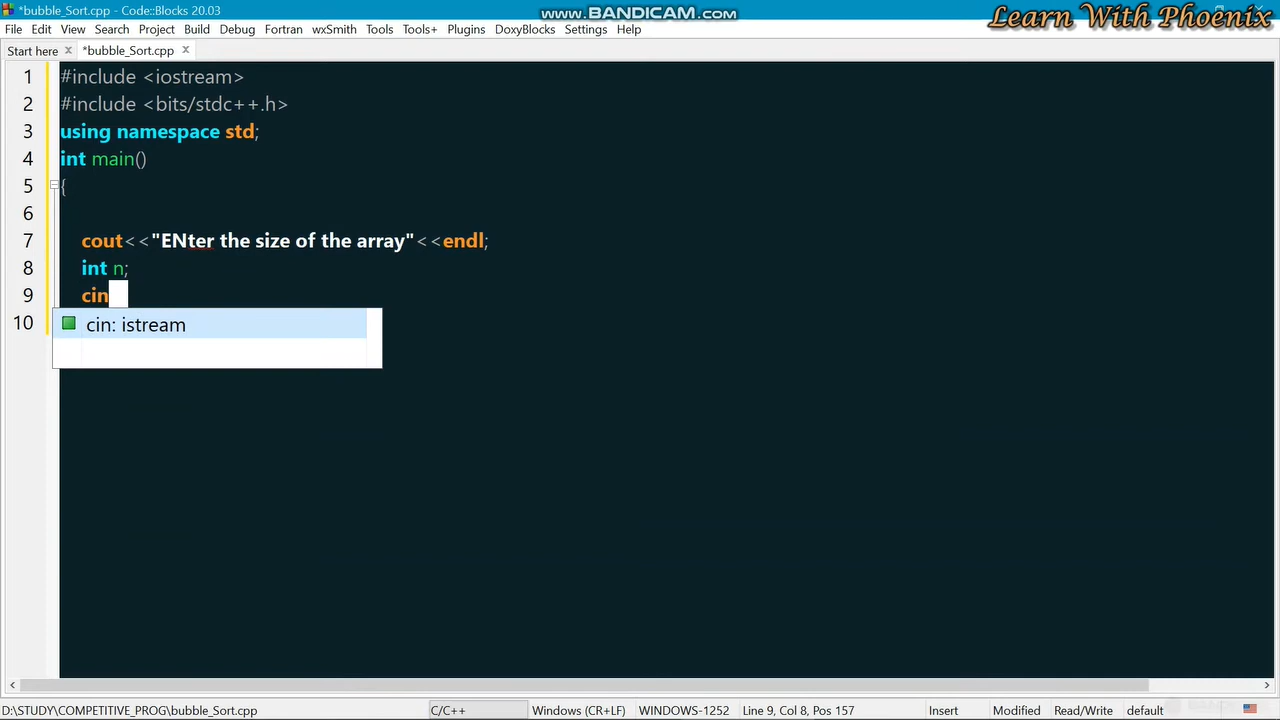 *bubble_Sort.cpp - Code::Blocks 20.03
www.BANDICAM.com
Learn With Phoenix
File Edit View Search Project Build Debug Fortran wxSmith Tools Tools+ Plugins DoxyBlocks Settings Help
Start here *bubble_Sort.cpp
1 #include <iostream>
2 #include <bits/stdc++.h>
3 using namespace std;
4 int main()
5 {
6
7 cout<<"ENter the size of the array"<<endl;
8 int n;
9 cin
10
cin: istream
D:\STUDY\COMPETITIVE_PROG\bubble_Sort.cpp C/C++ Windows (CR+LF) WINDOWS-1252 Line 9, Col 8, Pos 157 Insert Modified Read/Write default